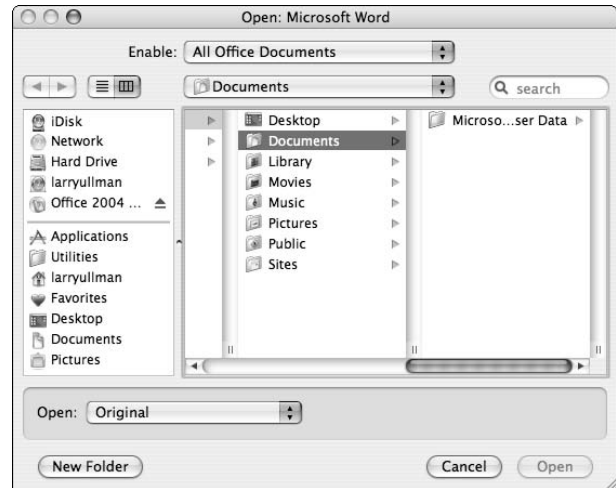 Open: Microsoft Word
Enable: All Office Documents
Documents
search
iDisk
Network
Hard Drive
larryullman
Office 2004 ...
Applications
Utilities
larryullman
Favorites
Desktop
Documents
Pictures
Desktop
Documents
Library
Movies
Music
Pictures
Public
Sites
Microso...ser Data
Open: Original
New Folder
Cancel
Open